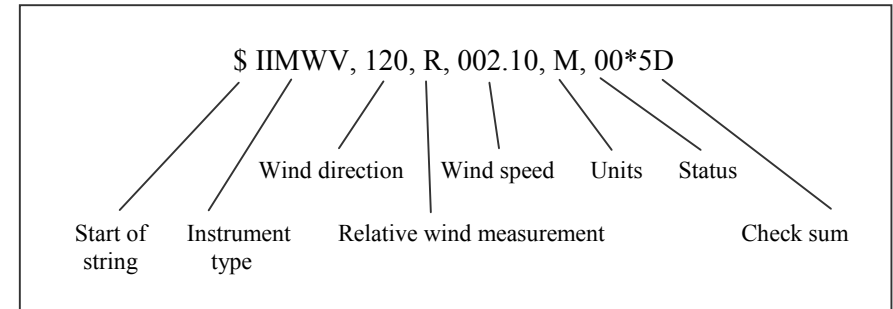 $ IIMWV, 120, R, 002.10, M, 00*5D
Wind direction Wind speed Units Status
Start of string Instrument type Relative wind measurement Check sum